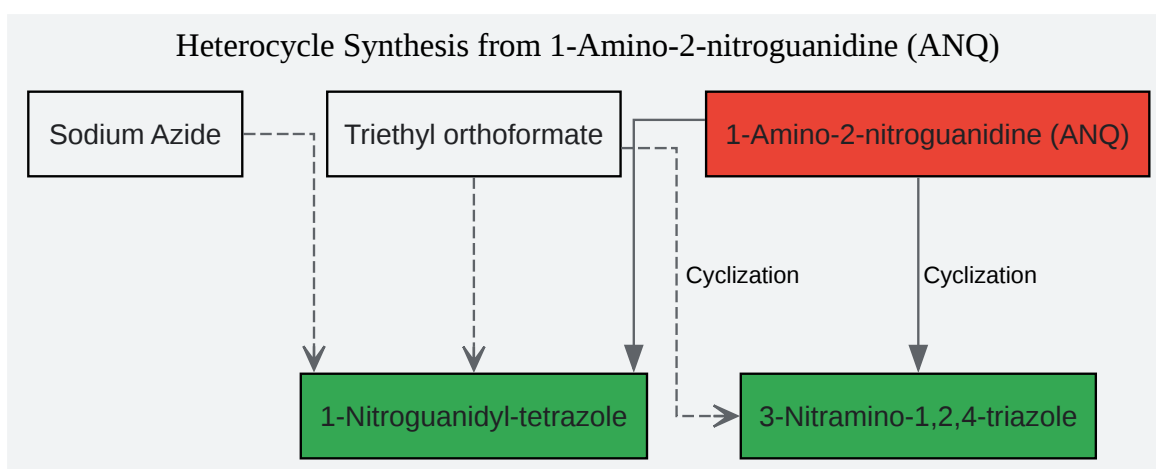 Heterocycle Synthesis from 1-Amino-2-nitroguanidine (ANQ)
Sodium Azide
Triethyl orthoformate
1-Amino-2-nitroguanidine (ANQ)
Cyclization
Cyclization
1-Nitroguanidyl-tetrazole
3-Nitramino-1,2,4-triazole